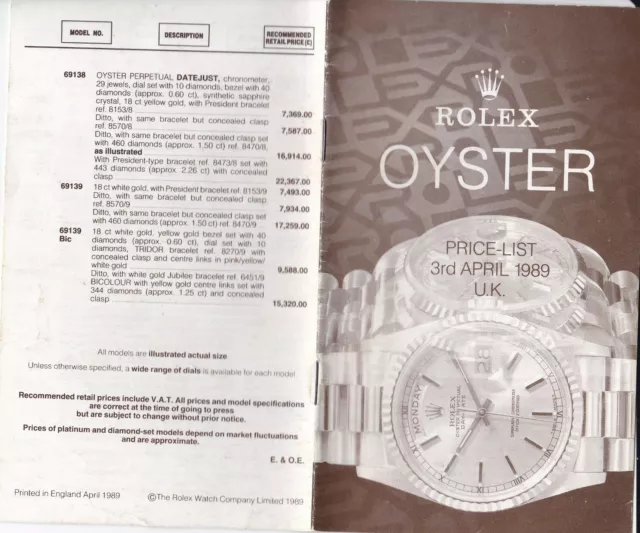 MODEL NO.
DESCRIPTION
RECOMMENDED
RETAIL PRICE (£)
69138 OYSTER PERPETUAL DATEJUST, chronometer,
29 jewels, dial set with 10 diamonds, bezel with 40
diamonds (approx. 0.60 ct), synthetic sapphire
crystal, 18 ct yellow gold, with President bracelet
ref. 8153/8 7,369.00
Ditto, with same bracelet but concealed clasp
ref. 8570/8 7,587.00
Ditto, with same bracelet but concealed clasp set
with 460 diamonds (approx. 1.50 ct) ref. 8470/8,
as illustrated 16,914.00
With President-type bracelet ref. 8473/8 set with
443 diamonds (approx. 2.26 ct) with concealed
clasp 22,367.00
69139 18 ct white gold, with President bracelet ref. 8153/9 7,493.00
Ditto, with same bracelet but concealed clasp,
ref. 8570/9 7,934.00
Ditto, with same bracelet but concealed clasp set
with 460 diamonds (approx. 1.50 ct) ref. 8470/9 17,259.00
69139 18 ct white gold, yellow gold bezel set with 40
Bic diamonds (approx. 0.60 ct), dial set with 10
diamonds, TRIDOR bracelet ref. 8270/9 with
concealed clasp and centre links in pink/yellow/
white gold 9,588.00
Ditto, with white gold Jubilee bracelet ref. 6451/9
BICOLOUR with yellow gold centre links set with
344 diamonds (approx. 1.25 ct) and concealed
clasp 15,320.00
All models are illustrated actual size
Unless otherwise specified, a wide range of dials is available for each model
Recommended retail prices include V.A.T. All prices and model specifications
are correct at the time of going to press
but are subject to change without prior notice.
Prices of platinum and diamond-set models depend on market fluctuations
and are approximate.
E. & O.E.
Printed in England April 1989 ©The Rolex Watch Company Limited 1989
ROLEX
OYSTER
PRICE-LIST
3rd APRIL 1989
U.K.
MONDAY
28
ROLEX
OYSTER PERPETUAL
DAY-DATE